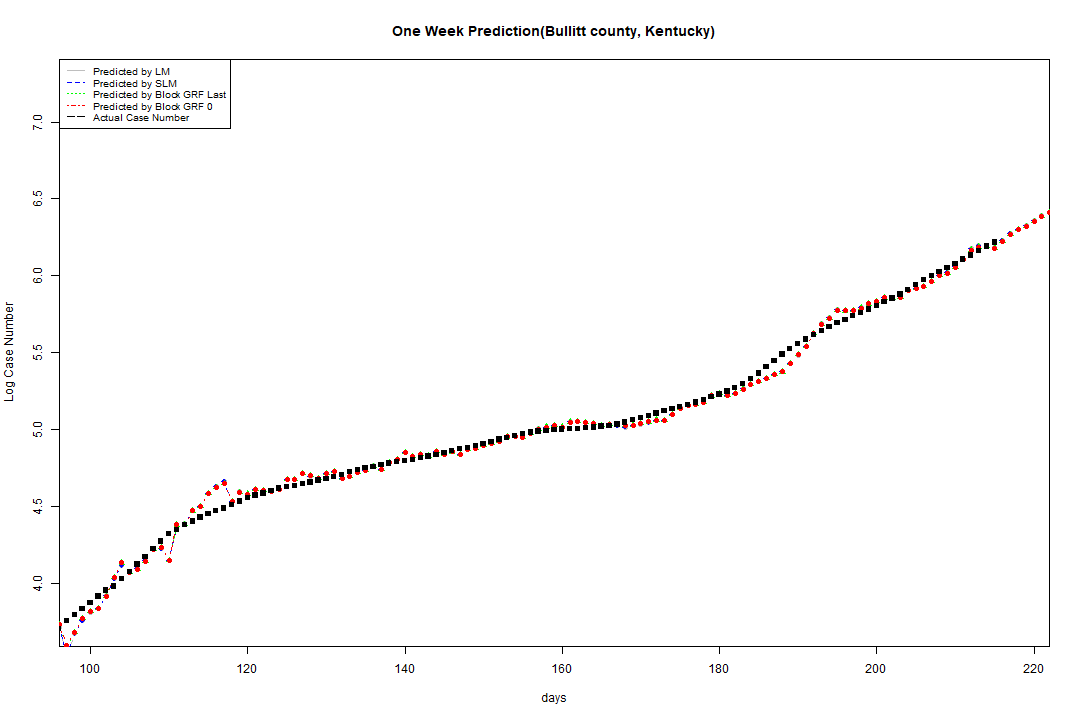 One Week Prediction(Bullitt county, Kentucky)
Predicted by LM
Predicted by SLM
Predicted by Block GRF Last
Predicted by Block GRF 0
Actual Case Number
7.0
6.5
6.0
5.5
5.0
4.5
4.0
Log Case Number
100 120 140 160 180 200 220
days